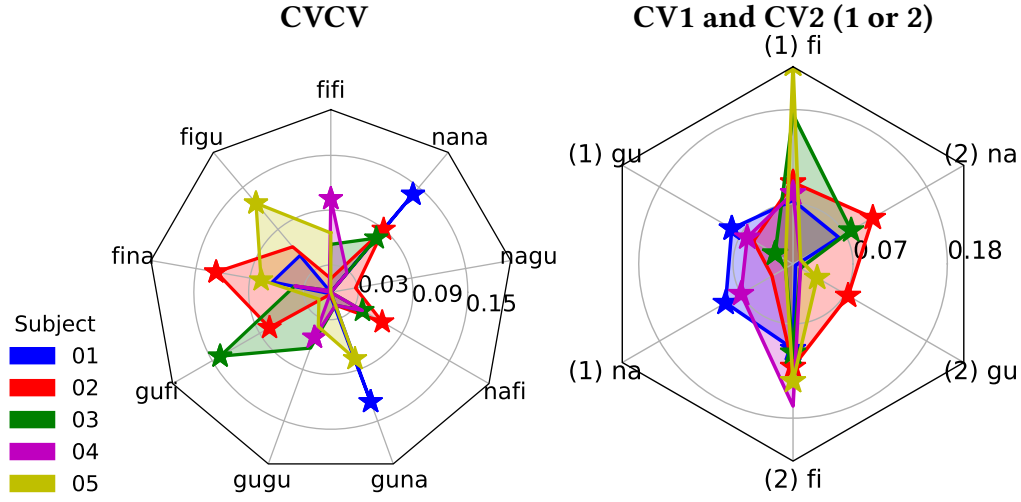 CVCV
CV1 and CV2 (1 or 2)
(1) fi
fifi
figu
nana
(1) gu
(2) na
fina
nagu
0.03
0.09
0.15
0.07
0.18
Subject
01
02
03
04
05
gufi
nafi
(1) na
(2) gu
gugu
guna
(2) fi